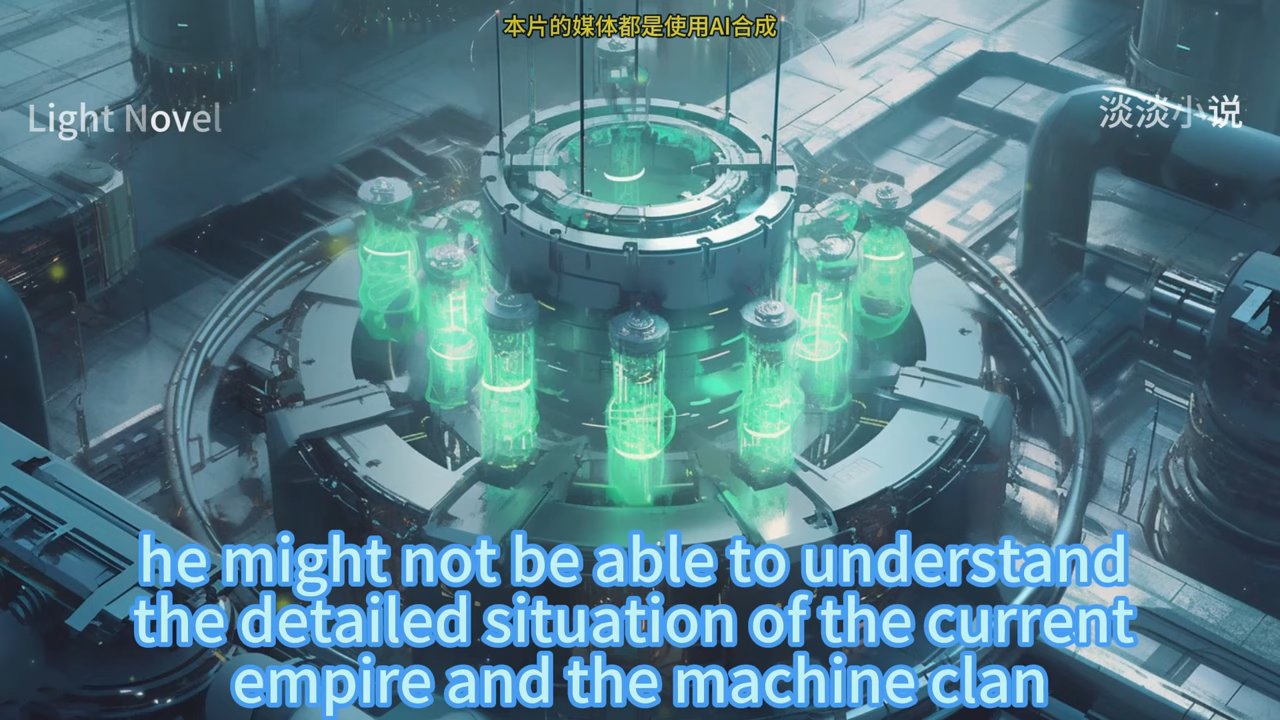 本片的媒体都是使用AI合成
Light Novel
淡淡小说
he might not be able to understand
the detailed situation of the current
empire and the machine clan